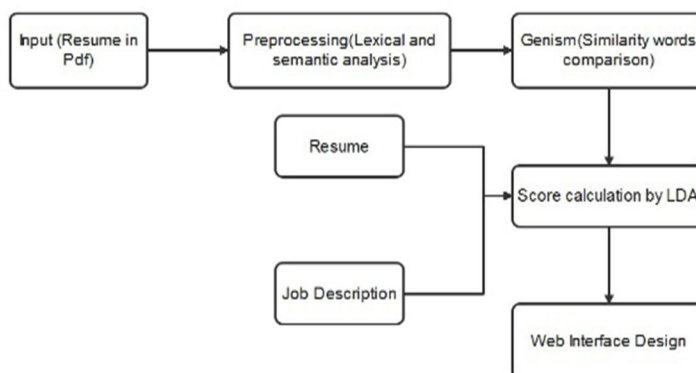 Input (Resume in
Pdf)
Preprocessing(Lexical and
semantic analysis)
Genism(Similarity words
comparison)
Resume
Score calculation by LDA
Job Description
Web Interface Design